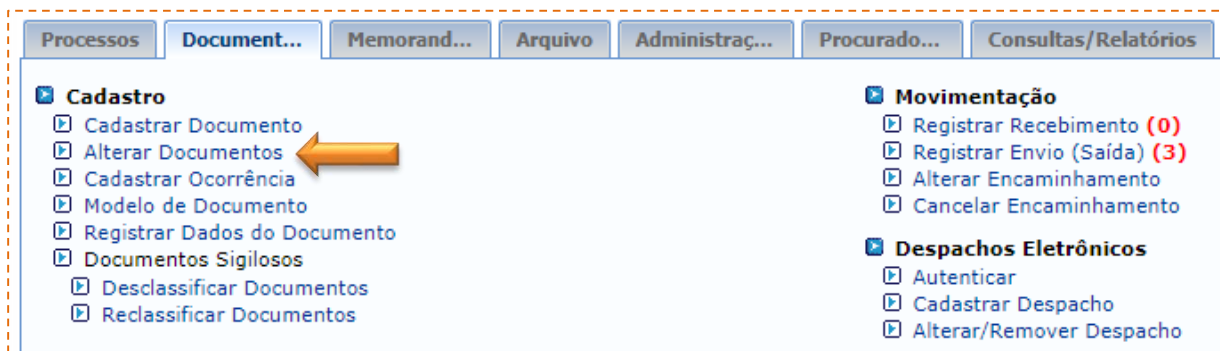 Processos Document... Memorand... Arquivo Administraç... Procurado... Consultas/Relatórios
Cadastro
Cadastrar Documento
Alterar Documentos
Cadastrar Ocorrência
Modelo de Documento
Registrar Dados do Documento
Documentos Sigilosos
Desclassificar Documentos
Reclassificar Documentos
Movimentação
Registrar Recebimento (0)
Registrar Envio (Saída) (3)
Alterar Encaminhamento
Cancelar Encaminhamento
Despachos Eletrônicos
Autenticar
Cadastrar Despacho
Alterar/Remover Despacho